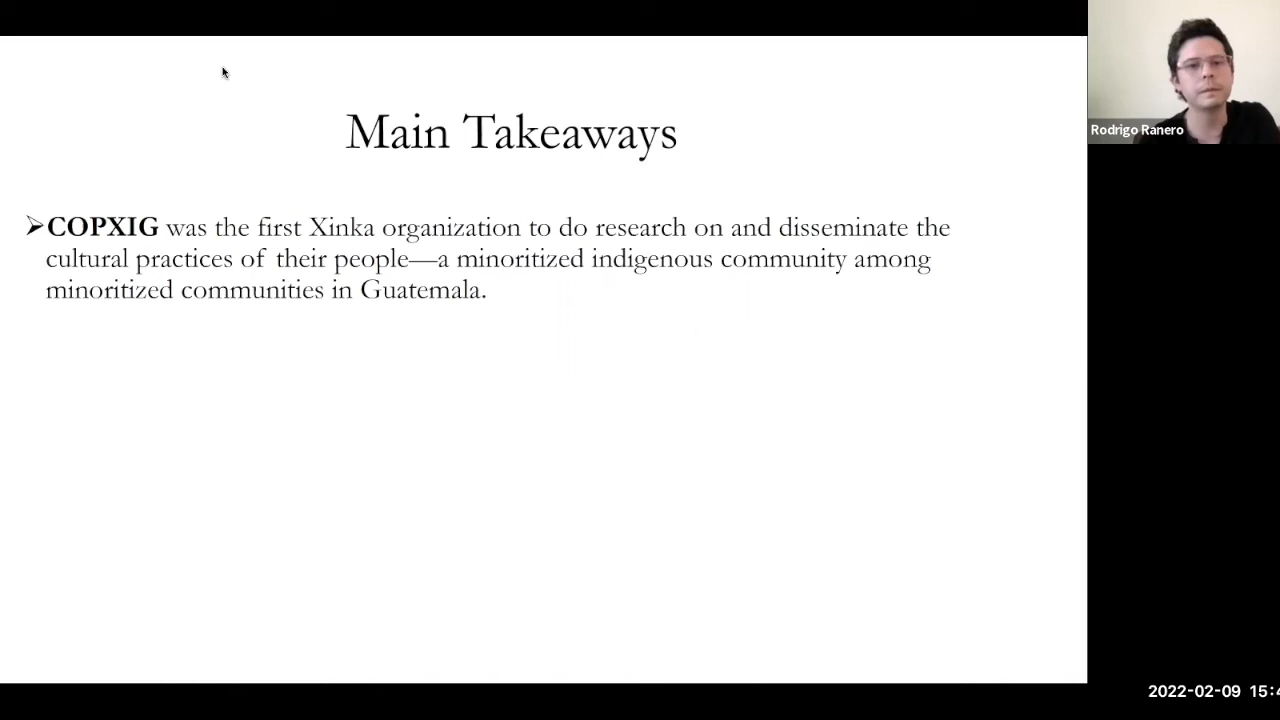 Main Takeaways
➢COPXIG was the first Xinka organization to do research on and disseminate the
cultural practices of their people—a minoritized indigenous community among
minoritized communities in Guatemala.
Rodrigo Ranero
2022-02-09 15:4